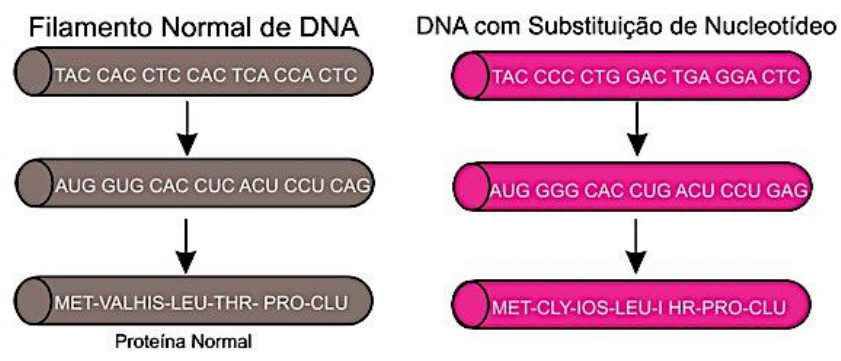 Filamento Normal de DNA
TAC CAC CTC CAC TCA CCA CTC
AUG GUG CAC CUC ACU CCU CAG
MET-VALHIS-LEU-THR- PRO-CLU
Proteína Normal
DNA com Substituição de Nucleotídeo
TAC CCC CTG GAC TGA GGA CTC
AUG GGG CAC CUG ACU CCU GAG
MET-CLY-IOS-LEU-I HR-PRO-CLU